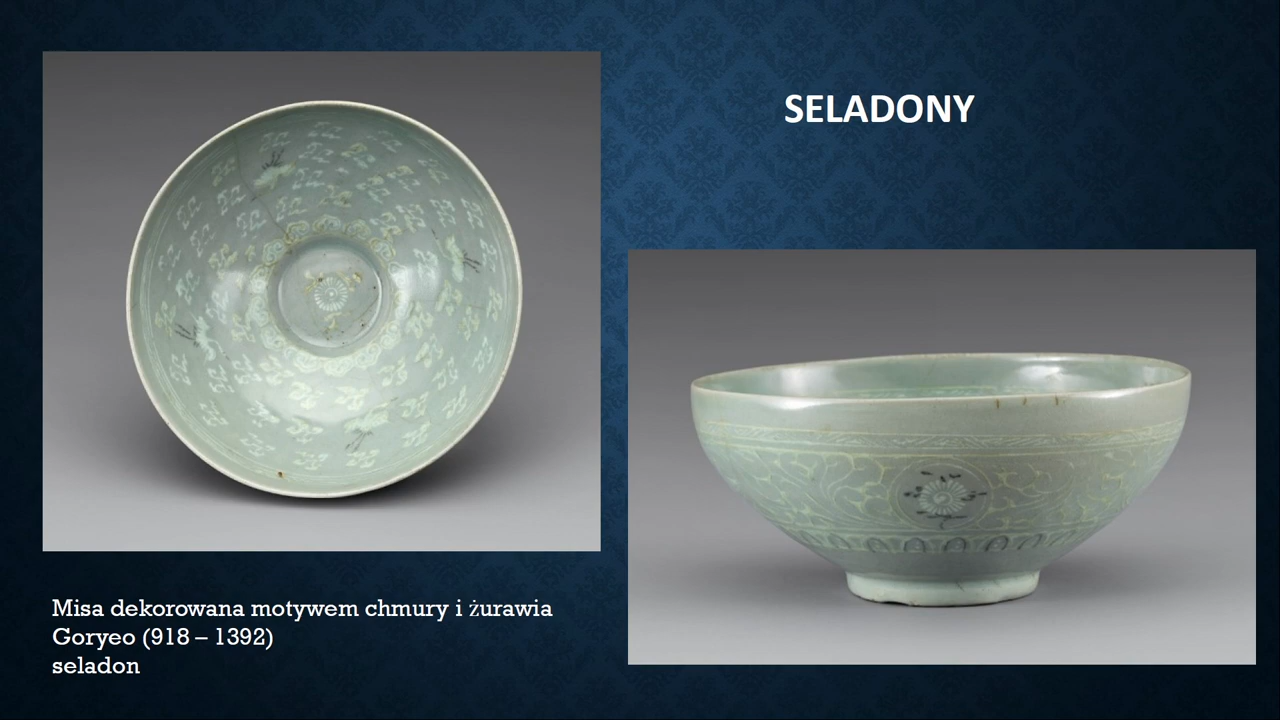 SELADONY
Misa dekorowana motywem chmury i żurawia
Goryeo (918 – 1392)
seladon